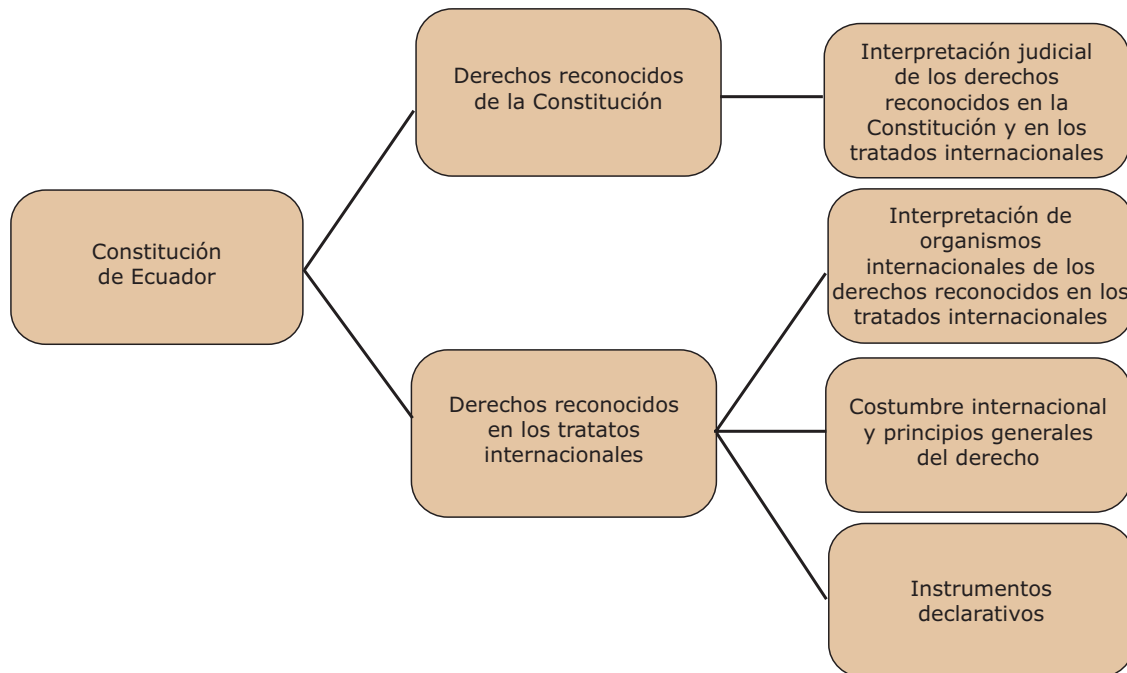 Constitución
de Ecuador
Derechos reconocidos
de la Constitución
Interpretación judicial
de los derechos
reconocidos en la
Constitución y en los
tratados internacionales
Derechos reconocidos
en los tratatos
internacionales
Interpretación de
organismos
internacionales de los
derechos reconocidos en los
tratados internacionales
Costumbre internacional
y principios generales
del derecho
Instrumentos
declarativos